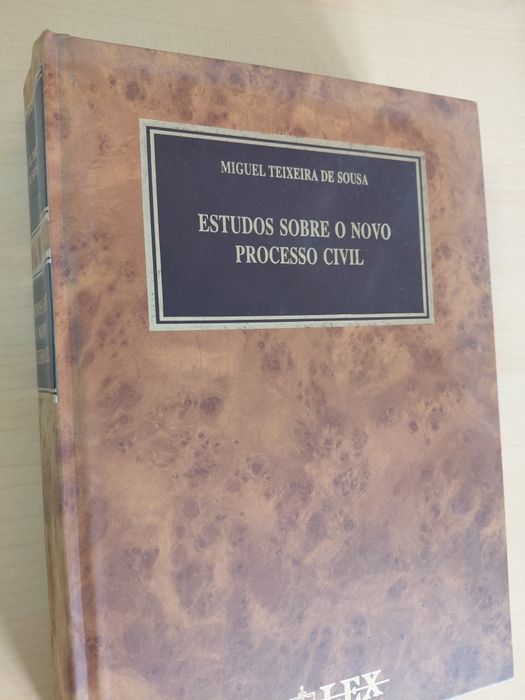 MIGUEL TEIXEIRA DE SOUSA
ESTUDOS SOBRE O NOVO
PROCESSO CIVIL
LEX